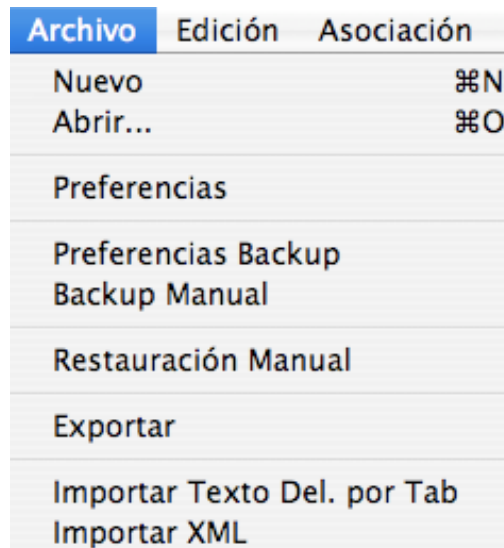 Archivo Edición Asociación
Nuevo ⌘N
Abrir... ⌘O
Preferencias
Preferencias Backup
Backup Manual
Restauración Manual
Exportar
Importar Texto Del. por Tab
Importar XML